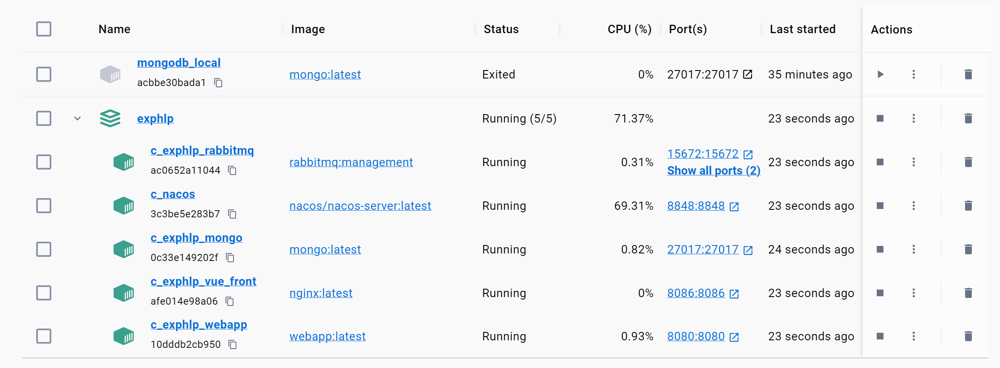 Name Image Status CPU (%) Port(s) Last started Actions
mongodb_local
acbbe30bada1
mongo:latest Exited 0% 27017:27017 35 minutes ago
exphlp Running (5/5) 71.37% 23 seconds ago
c_exphlp_rabbitmq
ac0652a11044
rabbitmq:management Running 0.31% 15672:15672
Show all ports (2)
23 seconds ago
c_nacos
3c3be5e283b7
nacos/nacos-server:latest Running 69.31% 8848:8848 23 seconds ago
c_exphlp_mongo
0c33e149202f
mongo:latest Running 0.82% 27017:27017 24 seconds ago
c_exphlp_vue_front
afe014e98a06
nginx:latest Running 0% 8086:8086 23 seconds ago
c_exphlp_webapp
10dddb2cb950
webapp:latest Running 0.93% 8080:8080 23 seconds ago